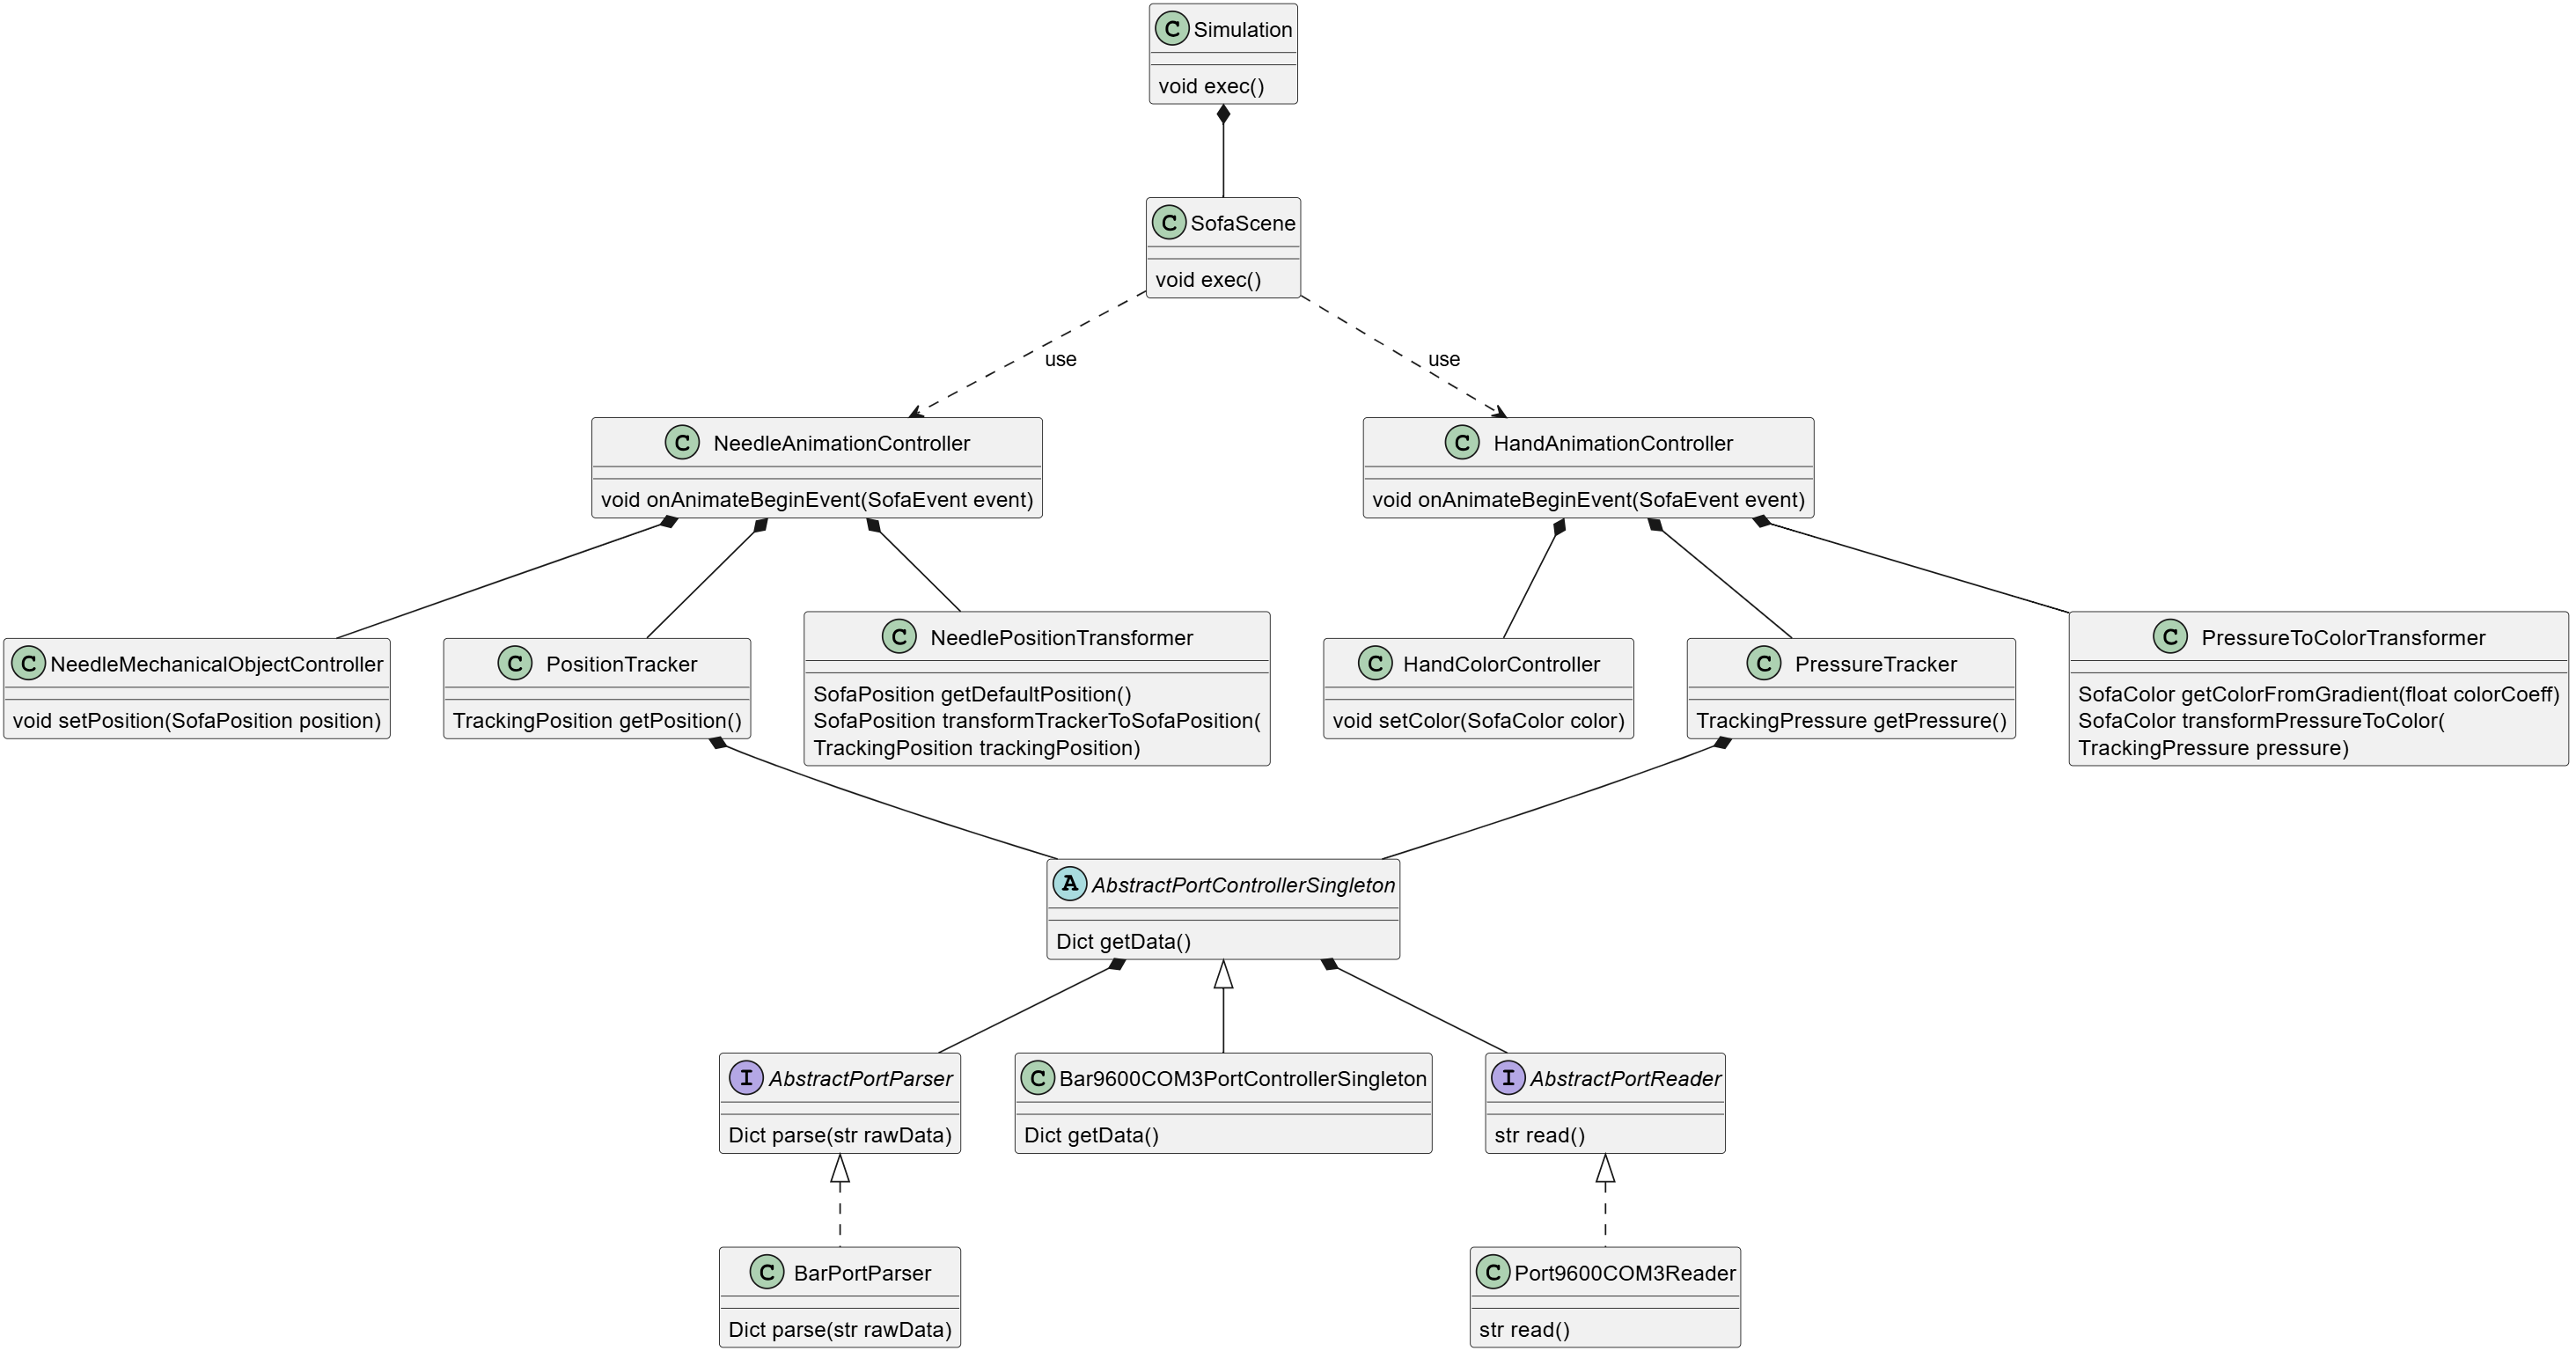 C Simulation
void exec()
C SofaScene
void exec()
use
use
C NeedleAnimationController
void onAnimateBeginEvent(SofaEvent event)
C HandAnimationController
void onAnimateBeginEvent(SofaEvent event)
C NeedleMechanicalObjectController
void setPosition(SofaPosition position)
C PositionTracker
TrackingPosition getPosition()
C NeedlePositionTransformer
SofaPosition getDefaultPosition()
SofaPosition transformTrackerToSofaPosition(
TrackingPosition trackingPosition)
C HandColorController
void setColor(SofaColor color)
C PressureTracker
TrackingPressure getPressure()
C PressureToColorTransformer
SofaColor getColorFromGradient(float colorCoeff)
SofaColor transformPressureToColor(
TrackingPressure pressure)
A AbstractPortControllerSingleton
Dict getData()
I AbstractPortParser
Dict parse(str rawData)
C Bar9600COM3PortControllerSingleton
Dict getData()
I AbstractPortReader
str read()
C BarPortParser
Dict parse(str rawData)
C Port9600COM3Reader
str read()